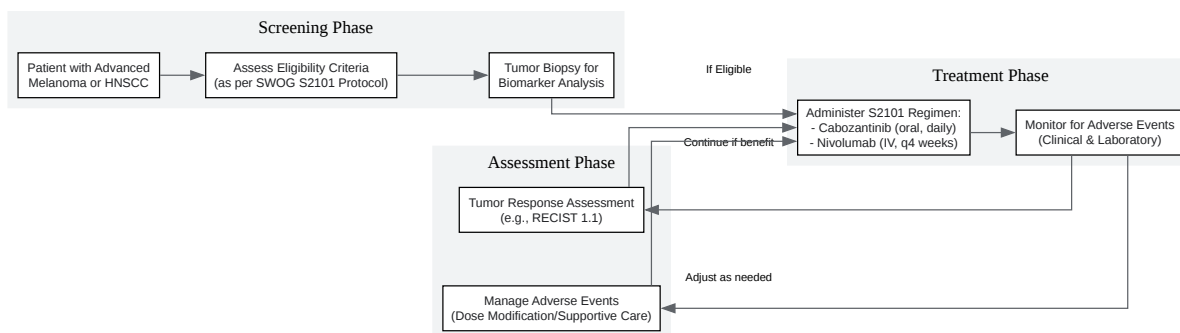 Screening Phase
Patient with Advanced
Melanoma or HNSCC
Assess Eligibility Criteria
(as per SWOG S2101 Protocol)
Tumor Biopsy for
Biomarker Analysis
If Eligible
Treatment Phase
Administer S2101 Regimen:
- Cabozantinib (oral, daily)
- Nivolumab (IV, q4 weeks)
Monitor for Adverse Events
(Clinical & Laboratory)
Continue if benefit
Assessment Phase
Tumor Response Assessment
(e.g., RECIST 1.1)
Adjust as needed
Manage Adverse Events
(Dose Modification/Supportive Care)